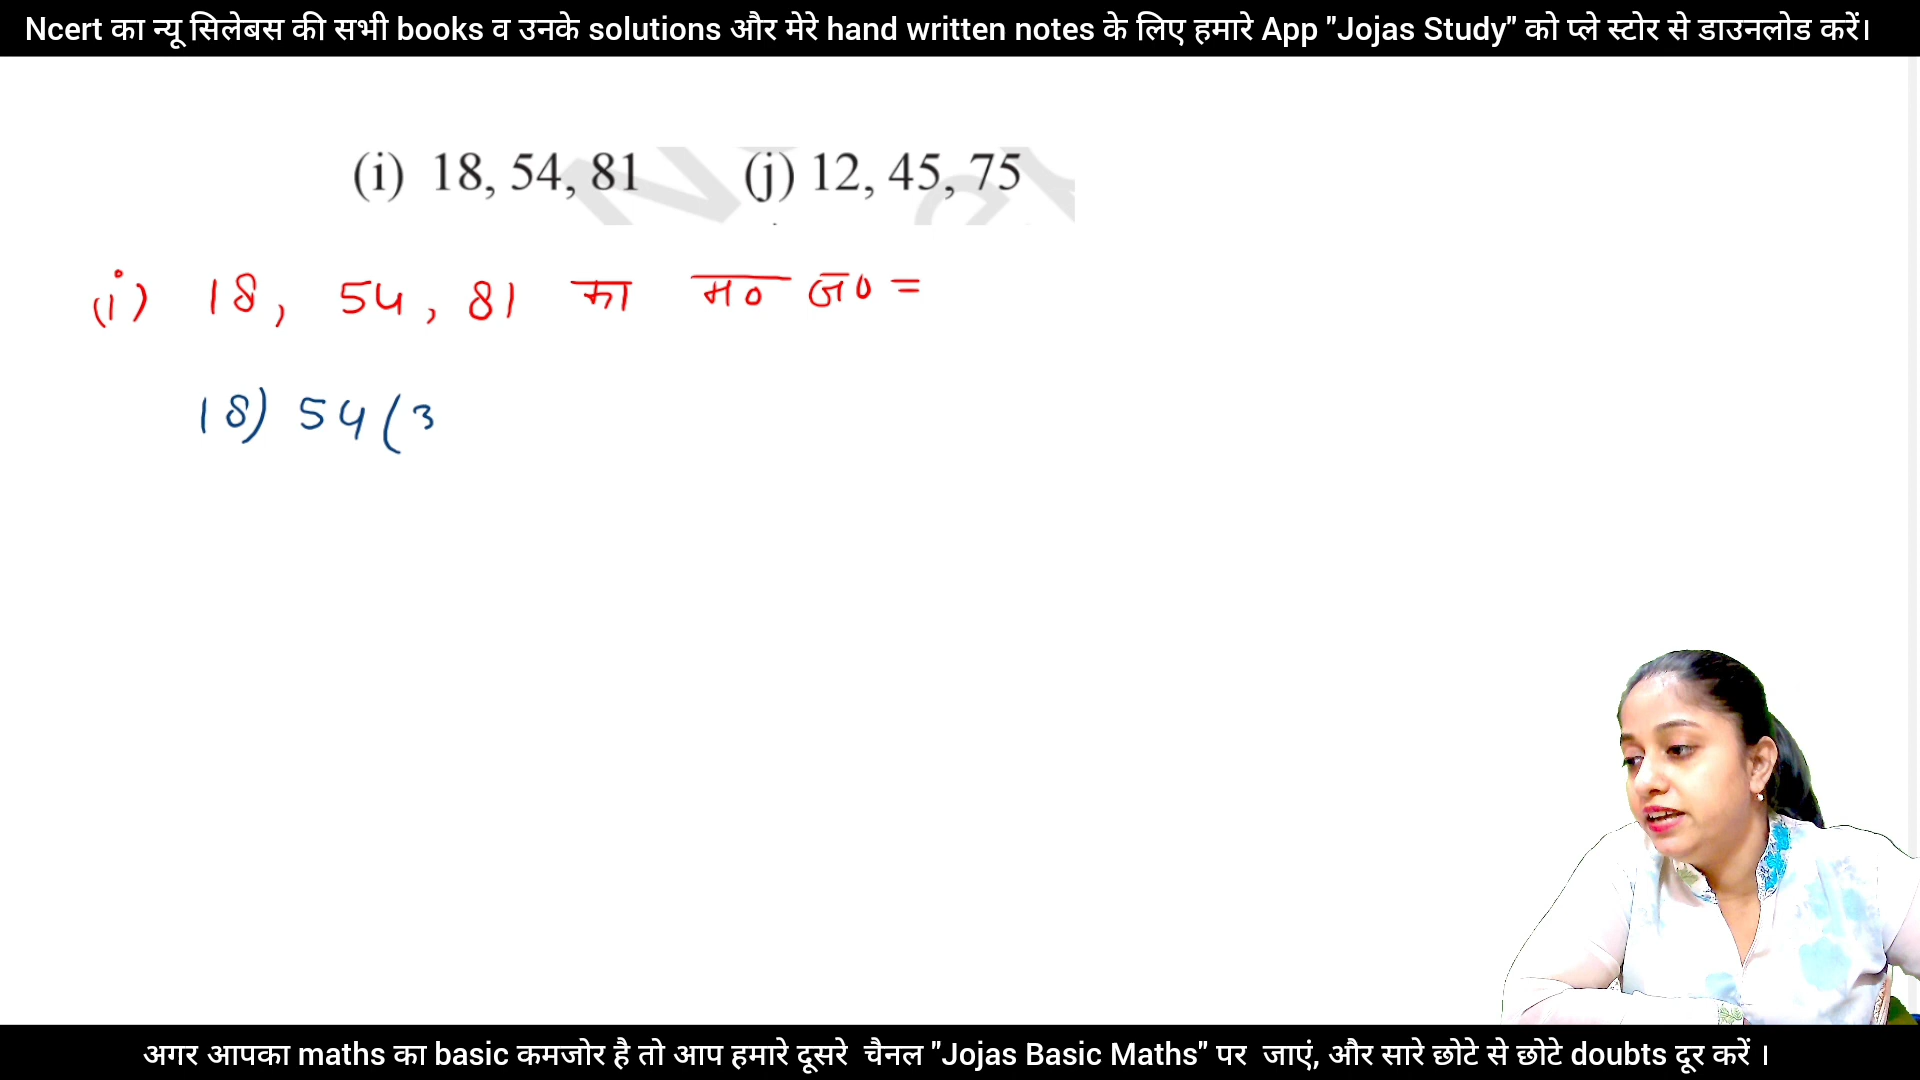 Ncert का न्यू सिलेबस की सभी books व उनके solutions और मेरे hand written notes के लिए हमारे App "Jojas Study" को प्ले स्टोर से डाउनलोड करें।
(i) 18, 54, 81 (j) 12, 45, 75
(i) 18, 54, 81 का म० ज० =
18) 54 (3
अगर आपका maths का basic कमजोर है तो आप हमारे दूसरे चैनल "Jojas Basic Maths" पर जाएं, और सारे छोटे से छोटे doubts दूर करें ।